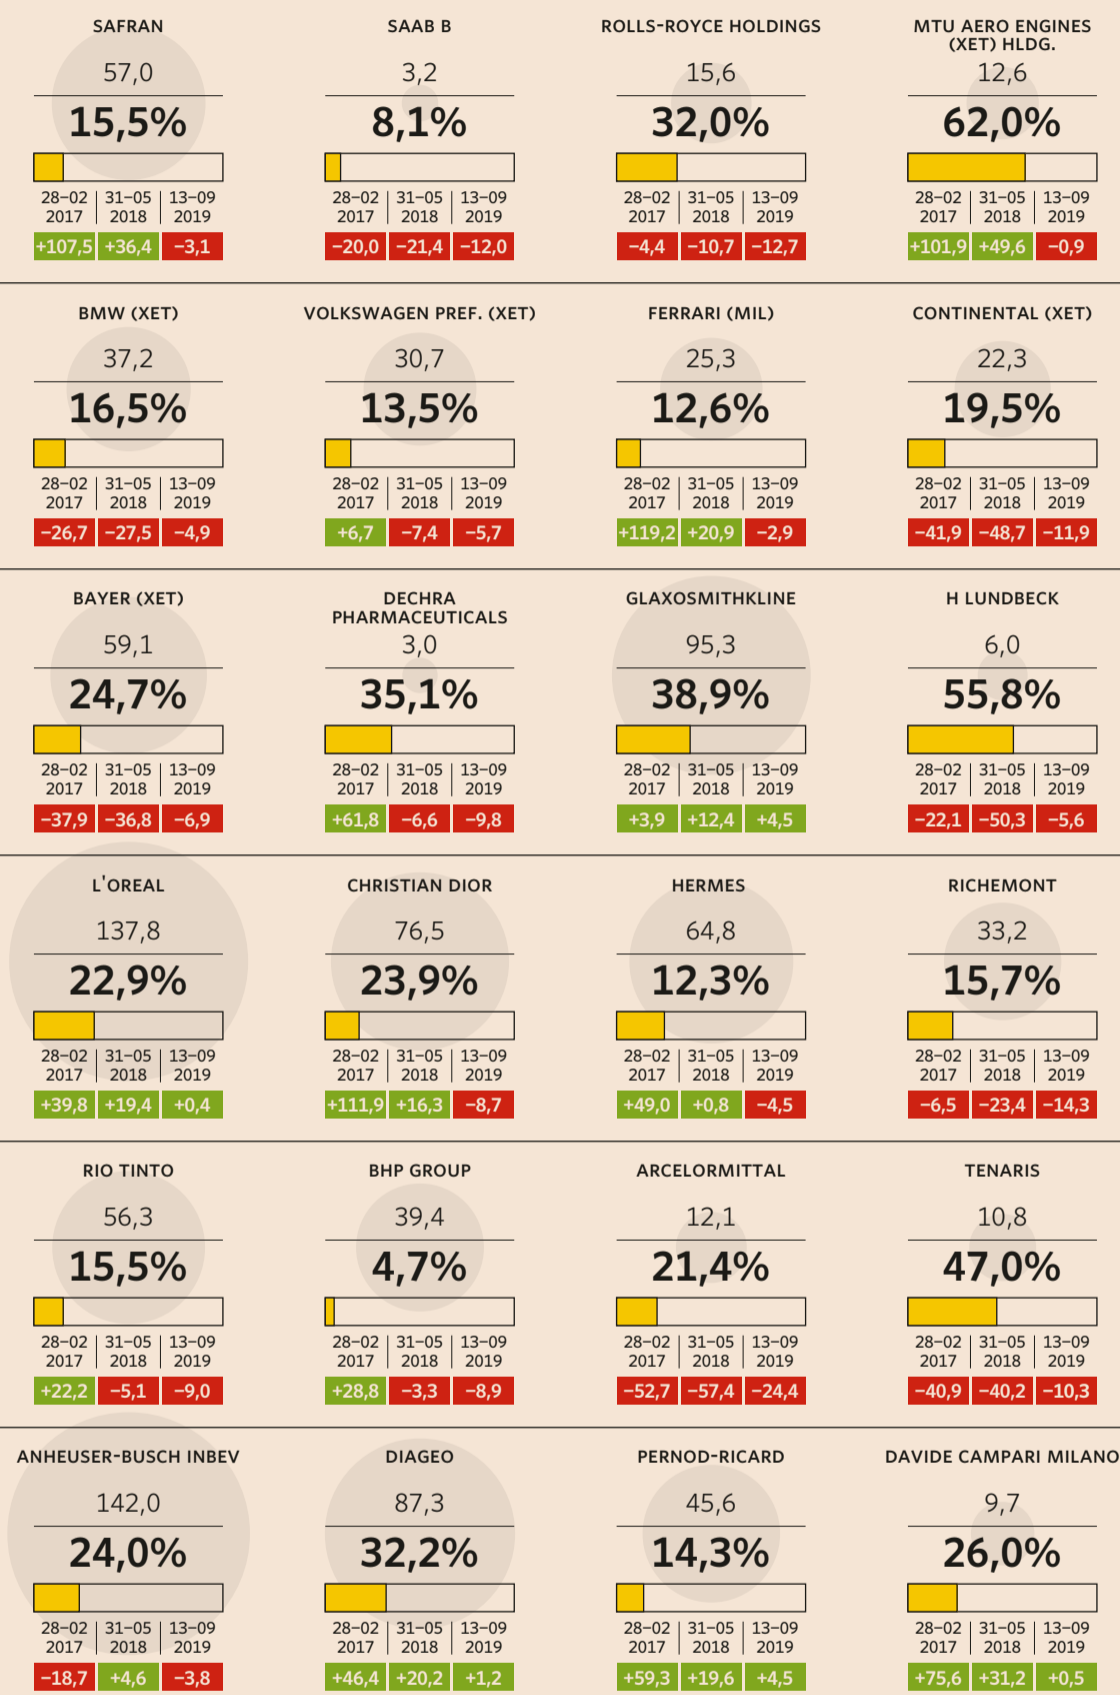 SAFRAN
57,0
15,5%
28–02 31–05 13–09
2017 2018 2019
+107,5 +36,4 –3,1
SAAB B
3,2
8,1%
28–02 31–05 13–09
2017 2018 2019
–20,0 –21,4 –12,0
ROLLS-ROYCE HOLDINGS
15,6
32,0%
28–02 31–05 13–09
2017 2018 2019
–4,4 –10,7 –12,7
MTU AERO ENGINES
(XET) HLDG.
12,6
62,0%
28–02 31–05 13–09
2017 2018 2019
+101,9 +49,6 –0,9
BMW (XET)
37,2
16,5%
28–02 31–05 13–09
2017 2018 2019
–26,7 –27,5 –4,9
VOLKSWAGEN PREF. (XET)
30,7
13,5%
28–02 31–05 13–09
2017 2018 2019
+6,7 –7,4 –5,7
FERRARI (MIL)
25,3
12,6%
28–02 31–05 13–09
2017 2018 2019
+119,2 +20,9 –2,9
CONTINENTAL (XET)
22,3
19,5%
28–02 31–05 13–09
2017 2018 2019
–41,9 –48,7 –11,9
BAYER (XET)
59,1
24,7%
28–02 31–05 13–09
2017 2018 2019
–37,9 –36,8 –6,9
DECHRA
PHARMACEUTICALS
3,0
35,1%
28–02 31–05 13–09
2017 2018 2019
+61,8 –6,6 –9,8
GLAXOSMITHKLINE
95,3
38,9%
28–02 31–05 13–09
2017 2018 2019
+3,9 +12,4 +4,5
H LUNDBECK
6,0
55,8%
28–02 31–05 13–09
2017 2018 2019
–22,1 –50,3 –5,6
L'OREAL
137,8
22,9%
28–02 31–05 13–09
2017 2018 2019
+39,8 +19,4 +0,4
CHRISTIAN DIOR
76,5
23,9%
28–02 31–05 13–09
2017 2018 2019
+111,9 +16,3 –8,7
HERMES
64,8
12,3%
28–02 31–05 13–09
2017 2018 2019
+49,0 +0,8 –4,5
RICHEMONT
33,2
15,7%
28–02 31–05 13–09
2017 2018 2019
–6,5 –23,4 –14,3
RIO TINTO
56,3
15,5%
28–02 31–05 13–09
2017 2018 2019
+22,2 –5,1 –9,0
BHP GROUP
39,4
4,7%
28–02 31–05 13–09
2017 2018 2019
+28,8 –3,3 –8,9
ARCELORMITTAL
12,1
21,4%
28–02 31–05 13–09
2017 2018 2019
–52,7 –57,4 –24,4
TENARIS
10,8
47,0%
28–02 31–05 13–09
2017 2018 2019
–40,9 –40,2 –10,3
ANHEUSER-BUSCH INBEV
142,0
24,0%
28–02 31–05 13–09
2017 2018 2019
–18,7 +4,6 –3,8
DIAGEO
87,3
32,2%
28–02 31–05 13–09
2017 2018 2019
+46,4 +20,2 +1,2
PERNOD-RICARD
45,6
14,3%
28–02 31–05 13–09
2017 2018 2019
+59,3 +19,6 +4,5
DAVIDE CAMPARI MILANO
9,7
26,0%
28–02 31–05 13–09
2017 2018 2019
+75,6 +31,2 +0,5